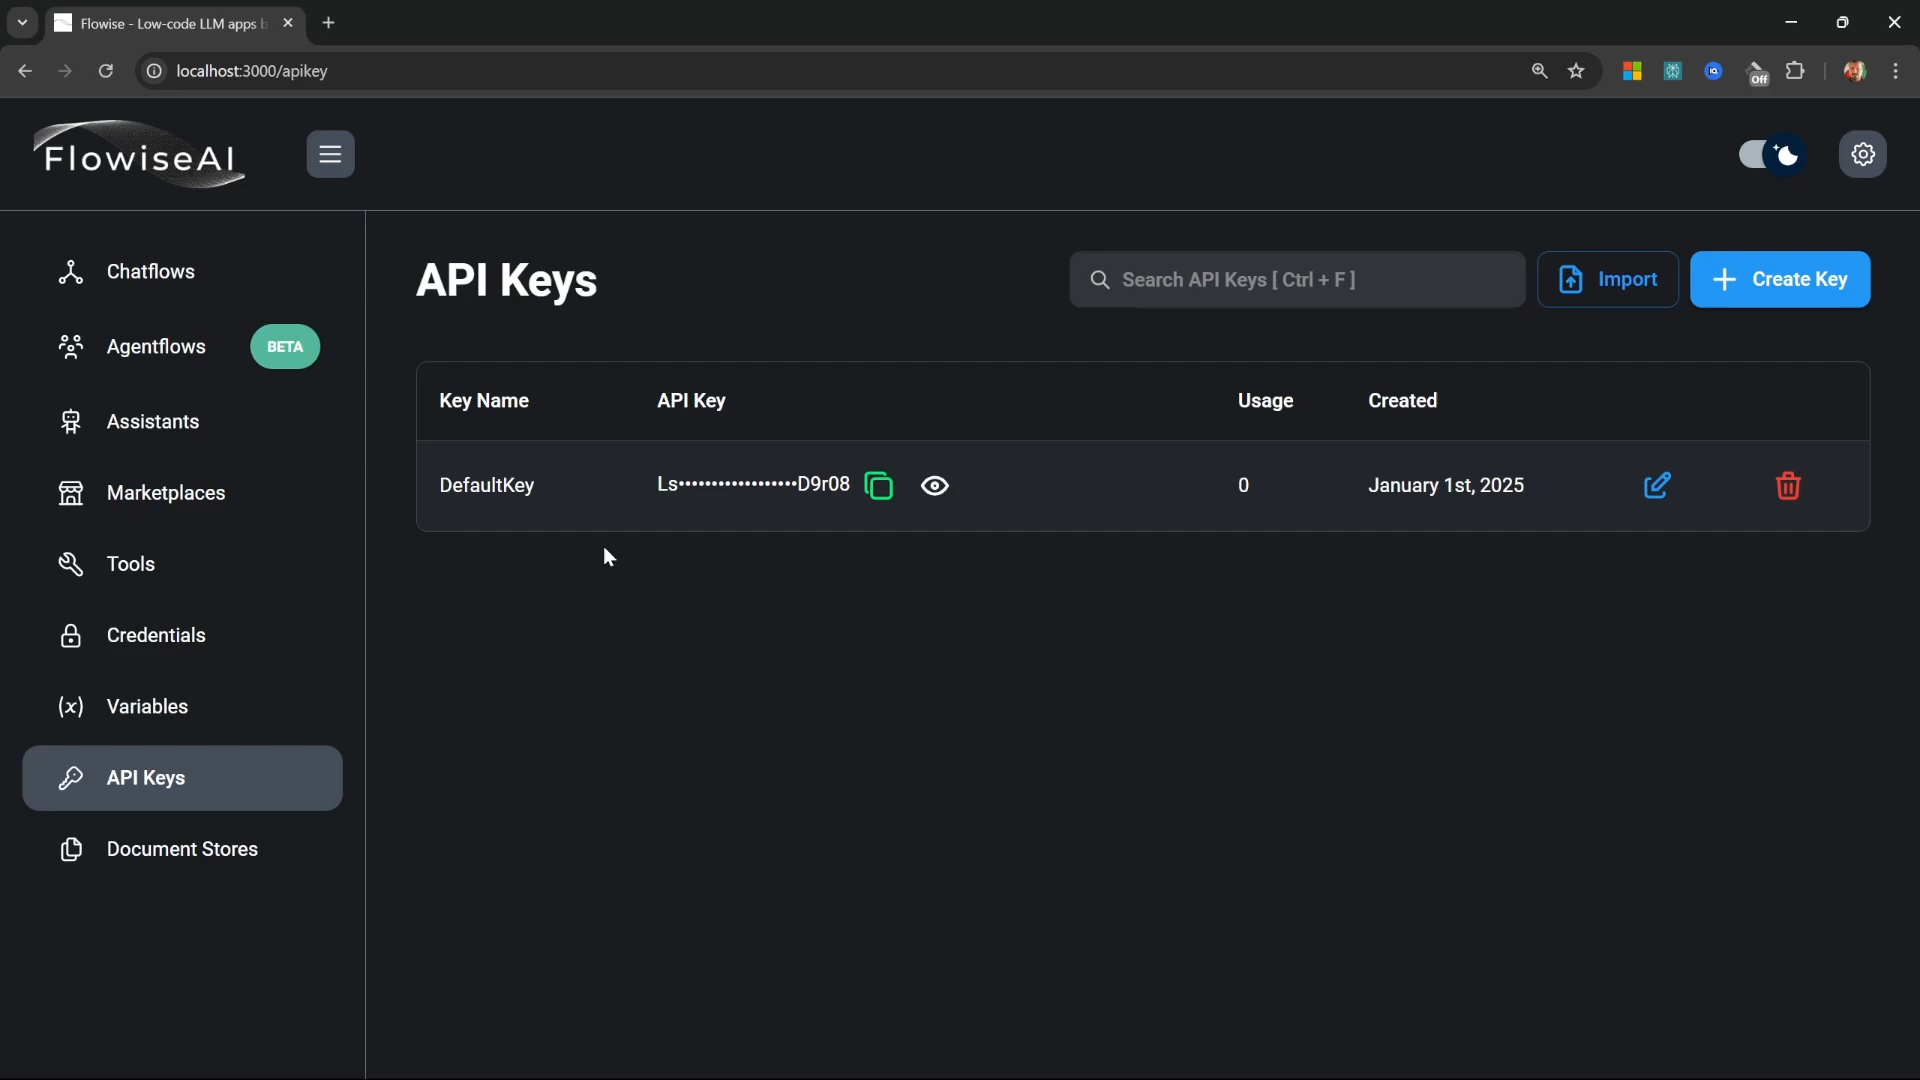 Flowise - Low-code LLM apps b
localhost:3000/apikey
Off
FlowiseAI
Chatflows
Agentflows BETA
Assistants
Marketplaces
Tools
Credentials
(x) Variables
API Keys
Document Stores
API Keys
Search API Keys [ Ctrl + F ]
Import
Create Key
Key Name API Key Usage Created
DefaultKey Ls••••••••••••••••••D9r08 0 January 1st, 2025